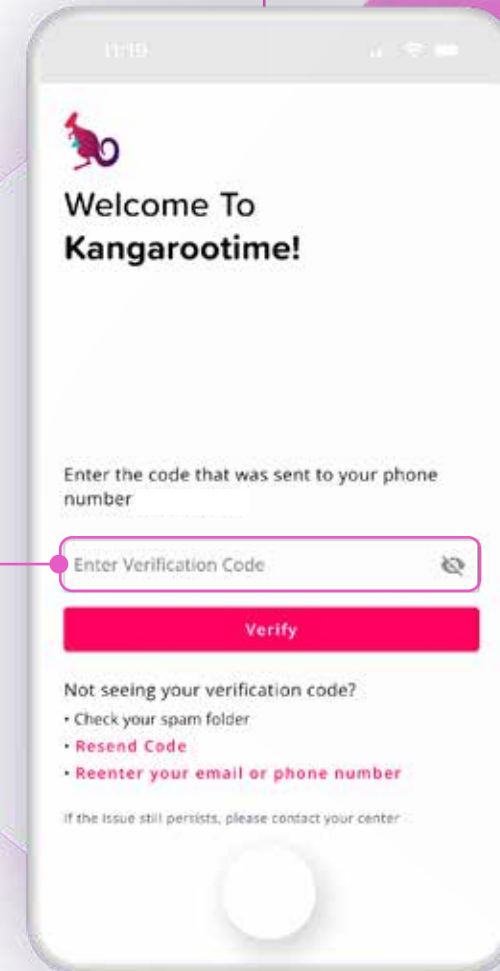 11:19
Welcome To
Kangarootime!
Enter the code that was sent to your phone
number
Enter Verification Code
Verify
Not seeing your verification code?
• Check your spam folder
• Resend Code
• Reenter your email or phone number
If the issue still persists, please contact your center